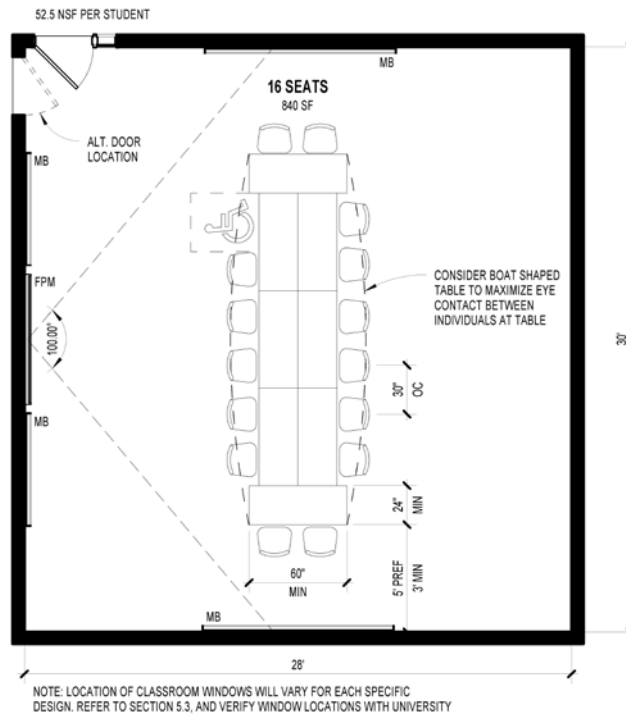 52.5 NSF PER STUDENT
MB
16 SEATS
840 SF
ALT. DOOR
LOCATION
MB
FPM
100.00°
MB
CONSIDER BOAT SHAPED
TABLE TO MAXIMIZE EYE
CONTACT BETWEEN
INDIVIDUALS AT TABLE
30'
30"
OC
24"
MIN
60"
MIN
5' PREF
3' MIN
MB
28'
NOTE: LOCATION OF CLASSROOM WINDOWS WILL VARY FOR EACH SPECIFIC
DESIGN. REFER TO SECTION 5.3, AND VERIFY WINDOW LOCATIONS WITH UNIVERSITY